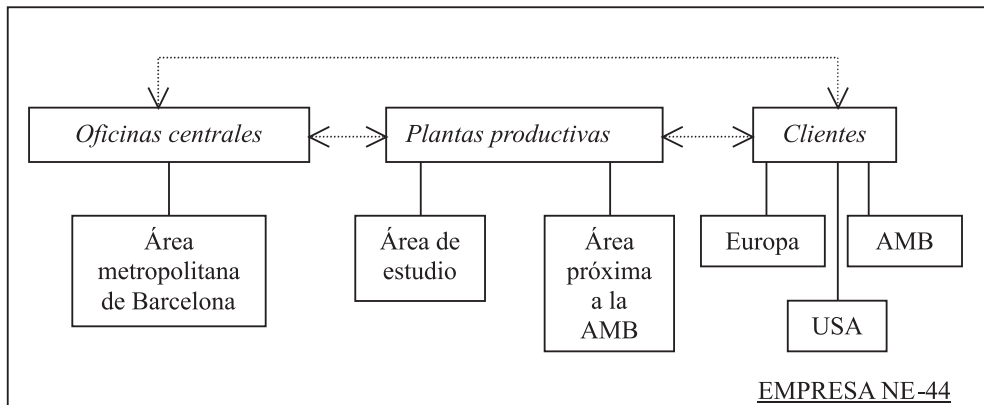 Oficinas centrales
Plantas productivas
Clientes
Área
metropolitana
de Barcelona
Área de
estudio
Área
próxima
a la
AMB
Europa
AMB
USA
EMPRESA NE-44